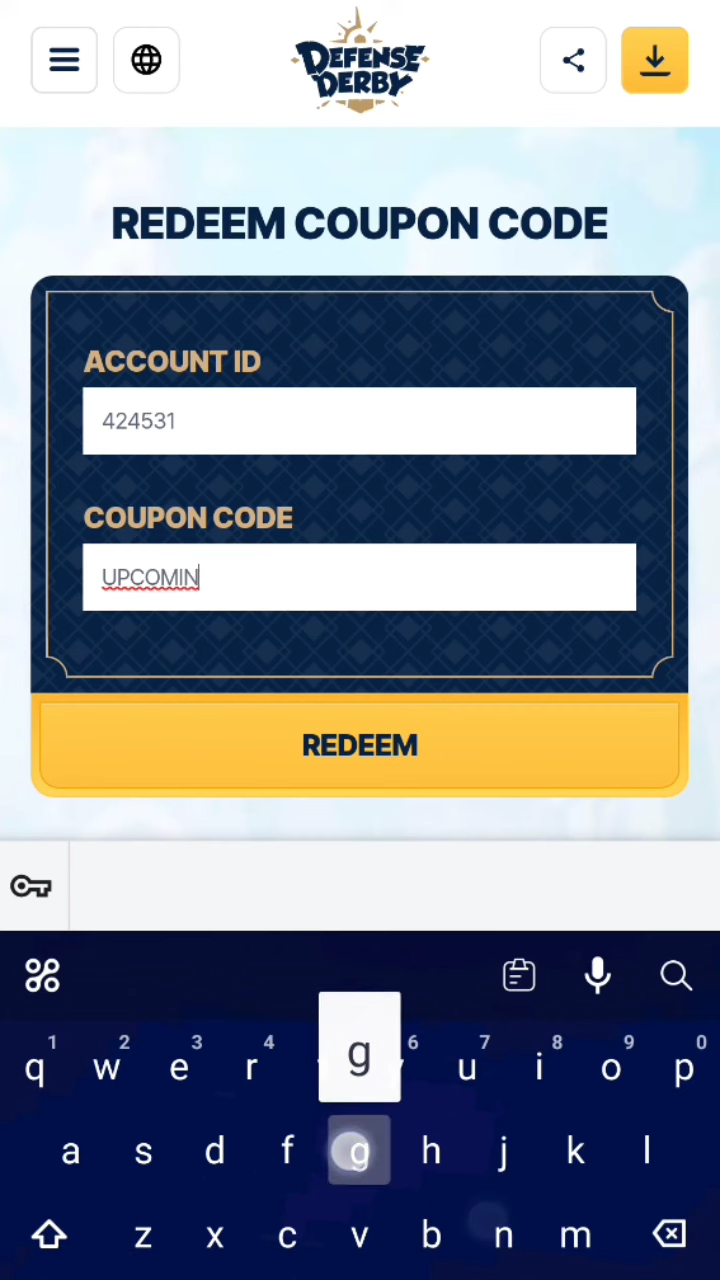 DEFENSE
DERBY
REDEEM COUPON CODE
ACCOUNT ID
424531
COUPON CODE
UPCOMIN
REDEEM
g
1 2 3 4 6 7 8 9 0
q w e r y u i o p
a s d f g h j k l
z x c v b n m